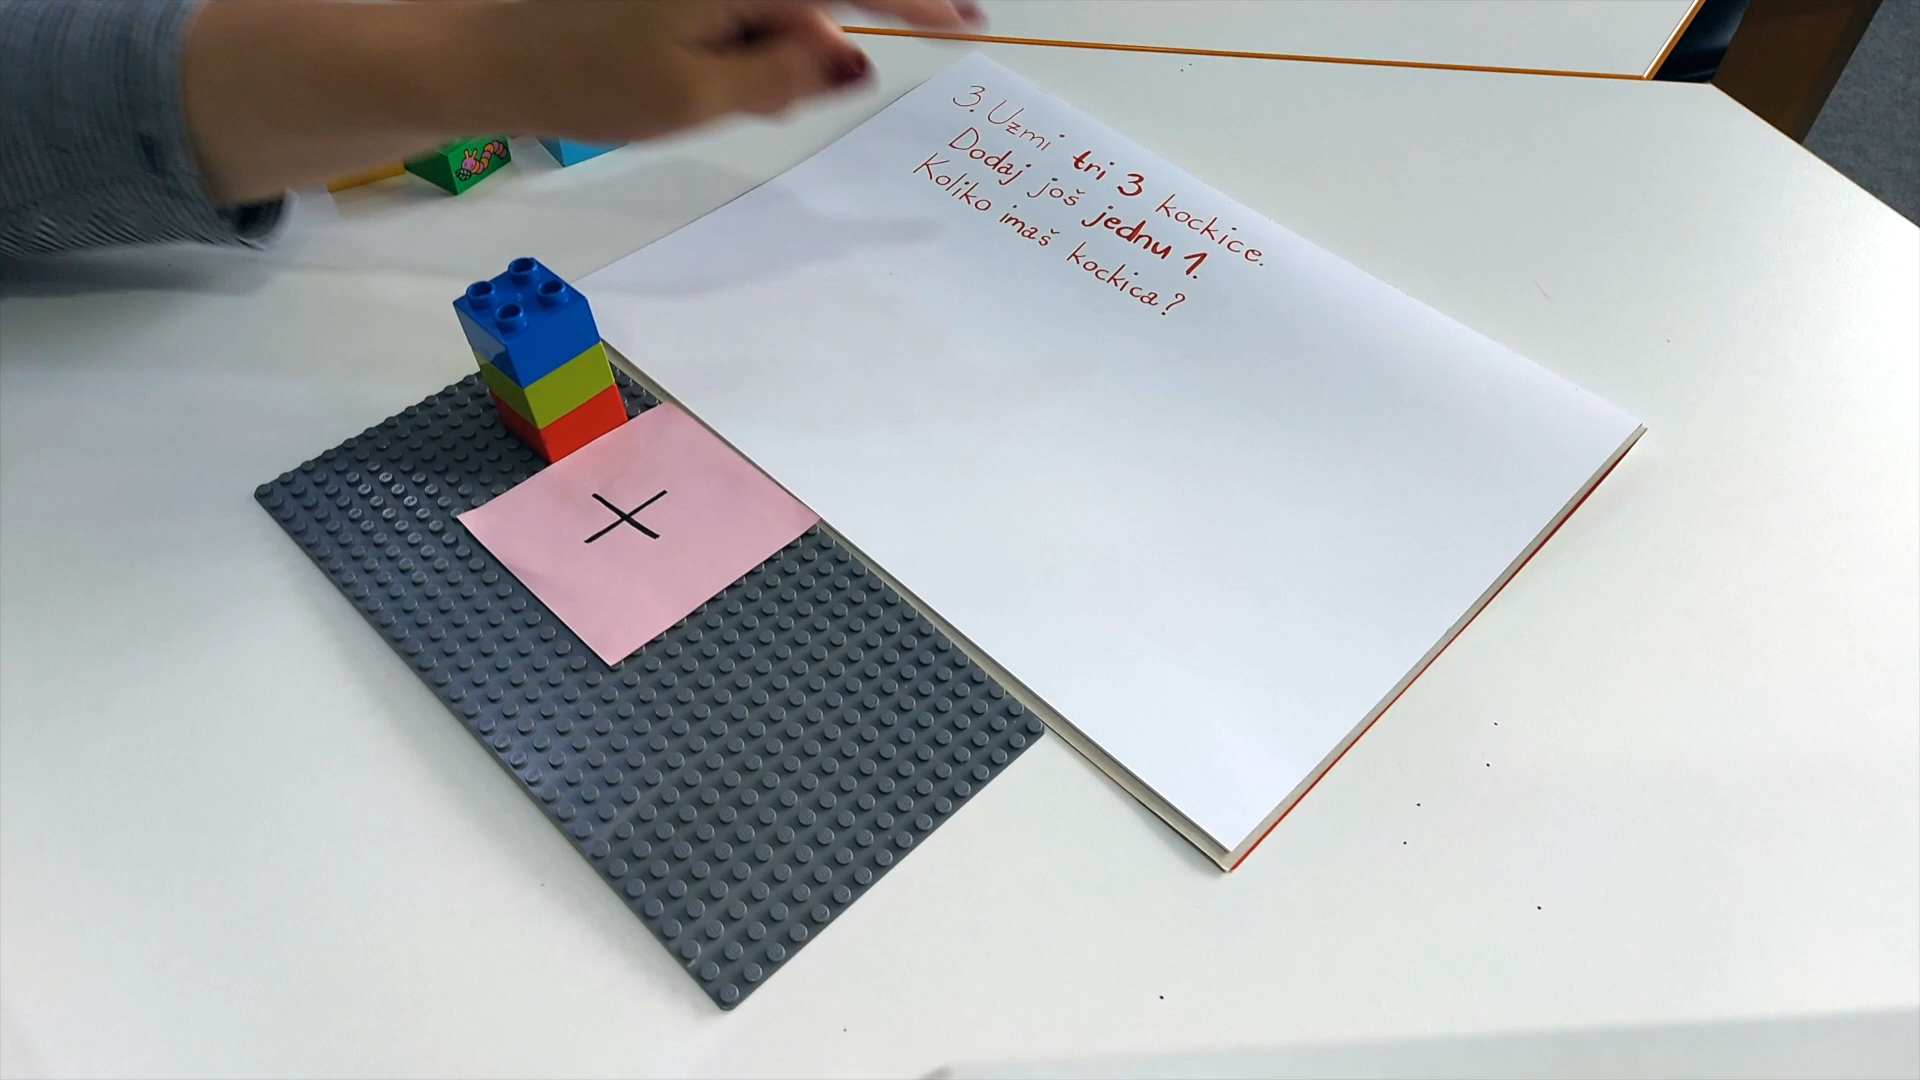 3. Uzmi tri 3 kockice.
Dodaj još jednu 1.
Koliko imaš kockica?
+